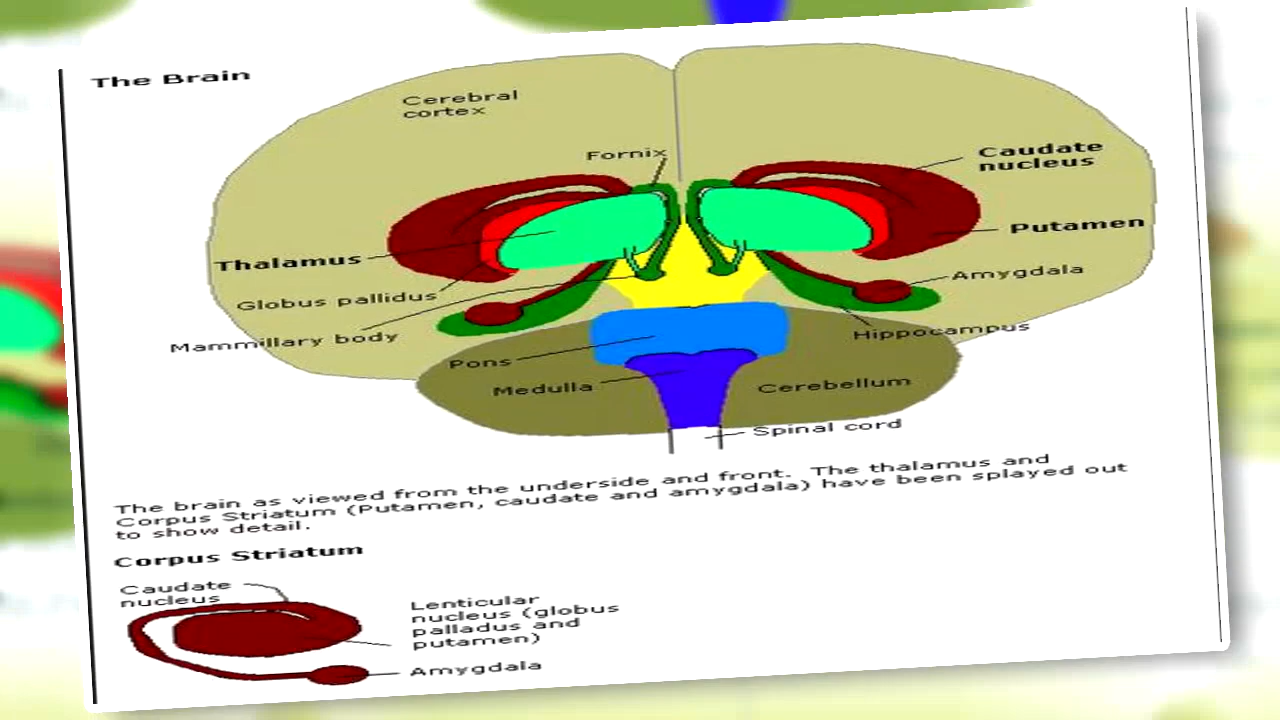 The Brain
Cerebral
cortex
Fornix
Caudate
nucleus
Putamen
Thalamus
Amygdala
Globus pallidus
Hippocampus
Mammillary body
Pons
Medulla
Cerebellum
Spinal cord
The brain as viewed from the underside and front. The thalamus and
Corpus Striatum (Putamen, caudate and amygdala) have been splayed out
to show detail.
Corpus Striatum
Caudate
nucleus
Lenticular
nucleus (globus
palladus and
putamen)
Amygdala